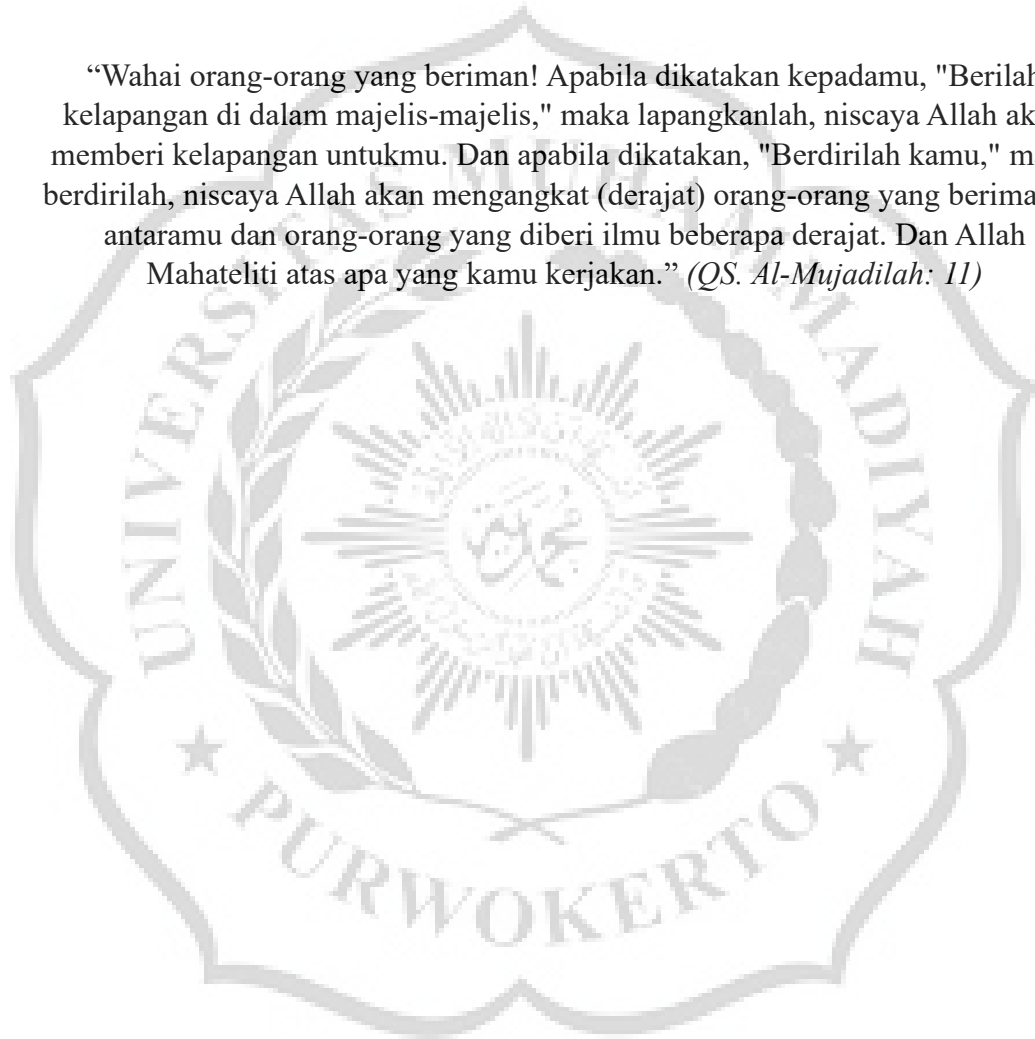 “Wahai orang-orang yang beriman! Apabila dikatakan kepadamu, "Berilah
kelapangan di dalam majelis-majelis," maka lapangkanlah, niscaya Allah ak
memberi kelapangan untukmu. Dan apabila dikatakan, "Berdirilah kamu," m
berdirilah, niscaya Allah akan mengangkat (derajat) orang-orang yang berima
antaramu dan orang-orang yang diberi ilmu beberapa derajat. Dan Allah
Mahateliti atas apa yang kamu kerjakan.” (QS. Al-Mujadilah: 11)
UNIVERSITAS MUHAMMADIYAH
PURWOKERTO